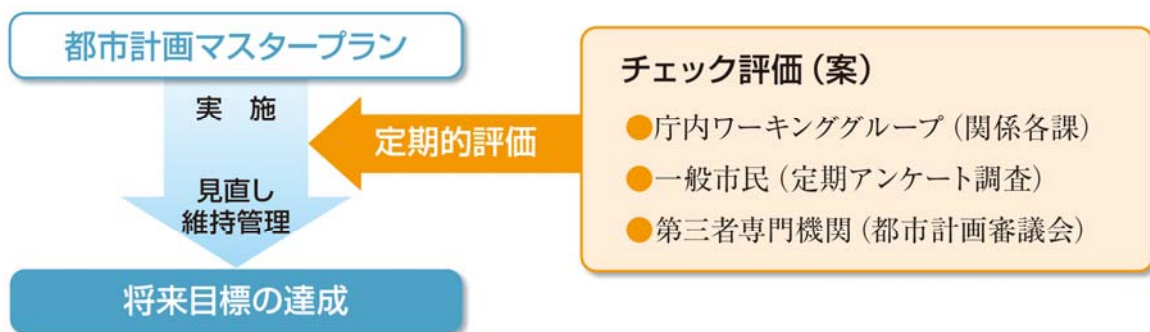 都市計画マスタープラン
実 施
見直し
維持管理
将来目標の達成
定期的評価
チェック評価（案）
●庁内ワーキンググループ（関係各課）
●一般市民（定期アンケート調査）
●第三者専門機関（都市計画審議会）